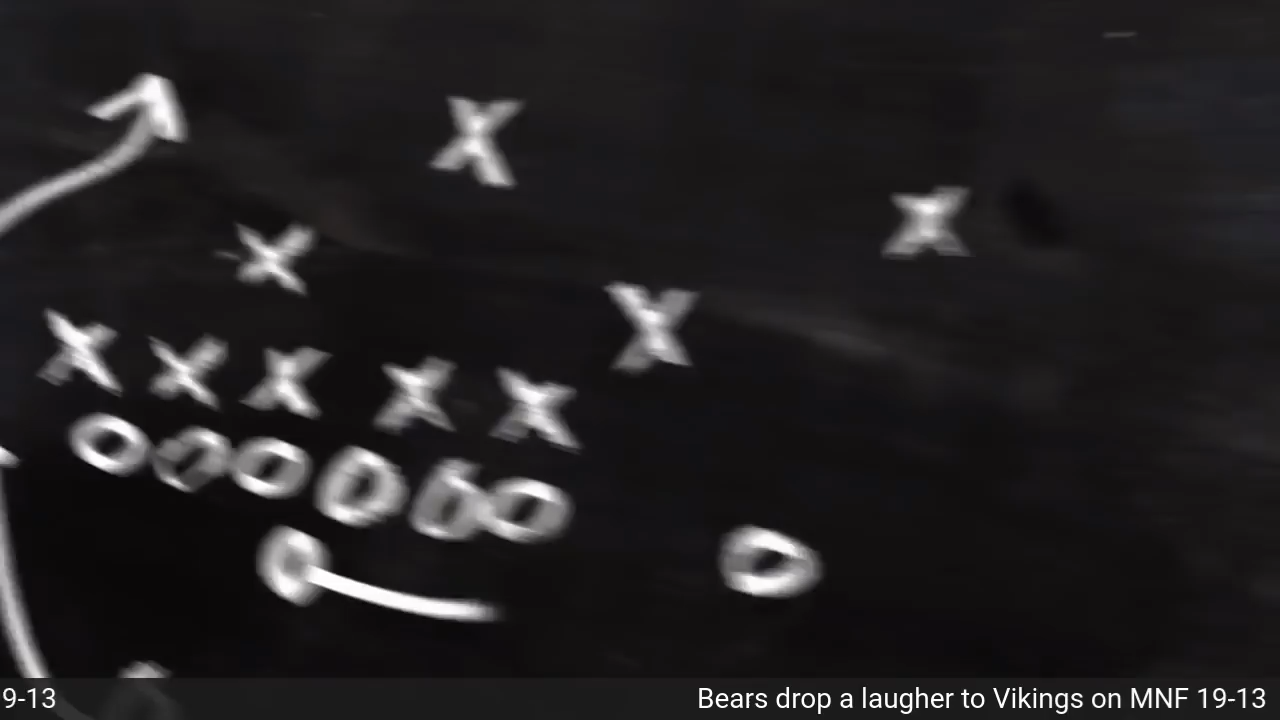 X
X
X
X
X X X X X
O O O O O O
O
O
9-13 Bears drop a laugher to Vikings on MNF 19-13